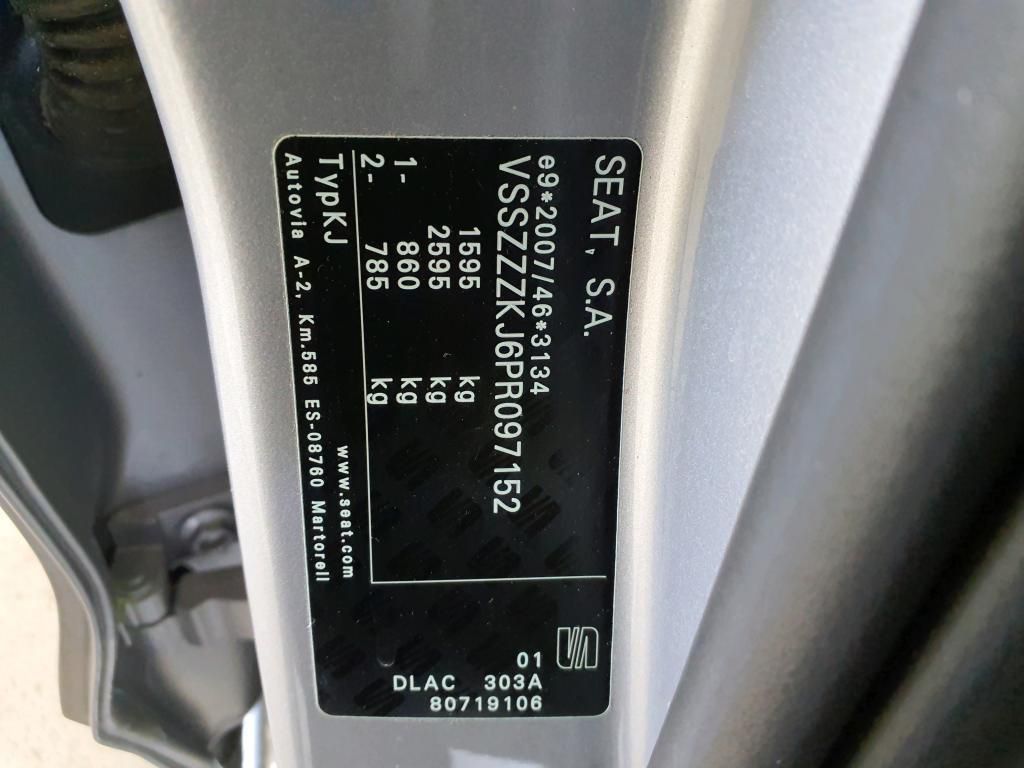 SEAT, S.A.
e9*2007/46*3134
VSSZZZKJ6PR097152
1595 kg
2595 kg
1- 860 kg
2- 785 kg
TypKJ www.seat.com
Autovia A-2, Km.585 ES-08760 Martorell
01
DLAC 303A
80719106